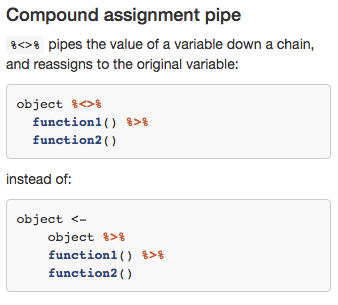 Compound assignment pipe
%<>% pipes the value of a variable down a chain,
and reassigns to the original variable:
object %<>%
  function1() %>%
  function2()
instead of:
object <-
    object %>%
    function1() %>%
    function2()